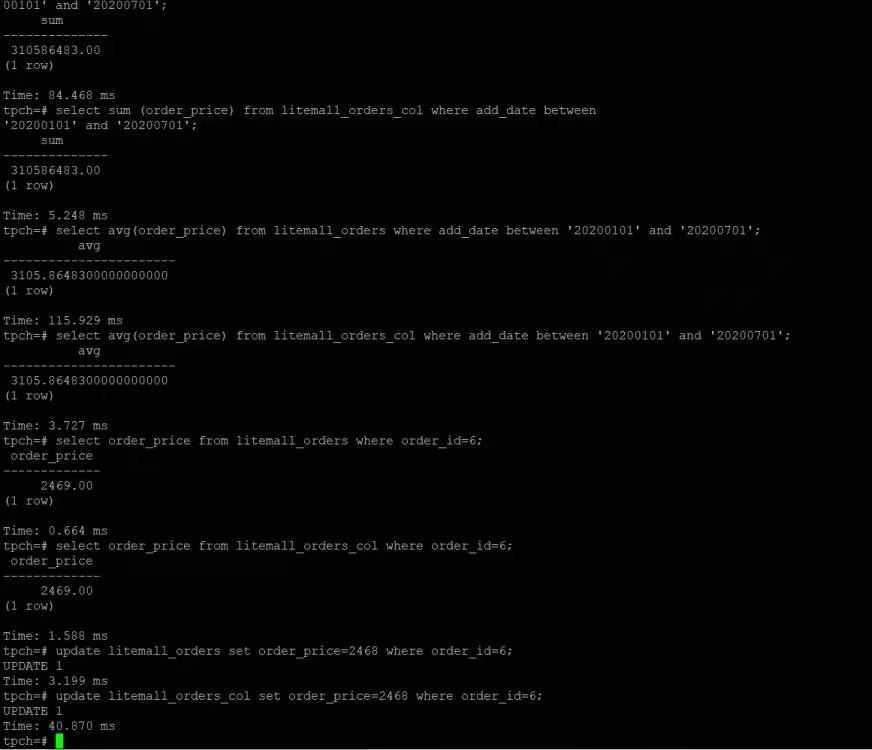 00101' and '20200701';
sum
--------------
310586483.00
(1 row)
Time: 84.468 ms
tpch=# select sum (order_price) from litemall_orders_col where add_date between
'20200101' and '20200701';
sum
--------------
310586483.00
(1 row)
Time: 5.248 ms
tpch=# select avg(order_price) from litemall_orders where add_date between '20200101' and '20200701';
avg
-----------------------
3105.8648300000000000
(1 row)
Time: 115.929 ms
tpch=# select avg(order_price) from litemall_orders_col where add_date between '20200101' and '20200701';
avg
-----------------------
3105.8648300000000000
(1 row)
Time: 3.727 ms
tpch=# select order_price from litemall_orders where order_id=6;
order_price
-------------
2469.00
(1 row)
Time: 0.664 ms
tpch=# select order_price from litemall_orders_col where order_id=6;
order_price
-------------
2469.00
(1 row)
Time: 1.588 ms
tpch=# update litemall_orders set order_price=2468 where order_id=6;
UPDATE 1
Time: 3.199 ms
tpch=# update litemall_orders_col set order_price=2468 where order_id=6;
UPDATE 1
Time: 40.870 ms
tpch=#